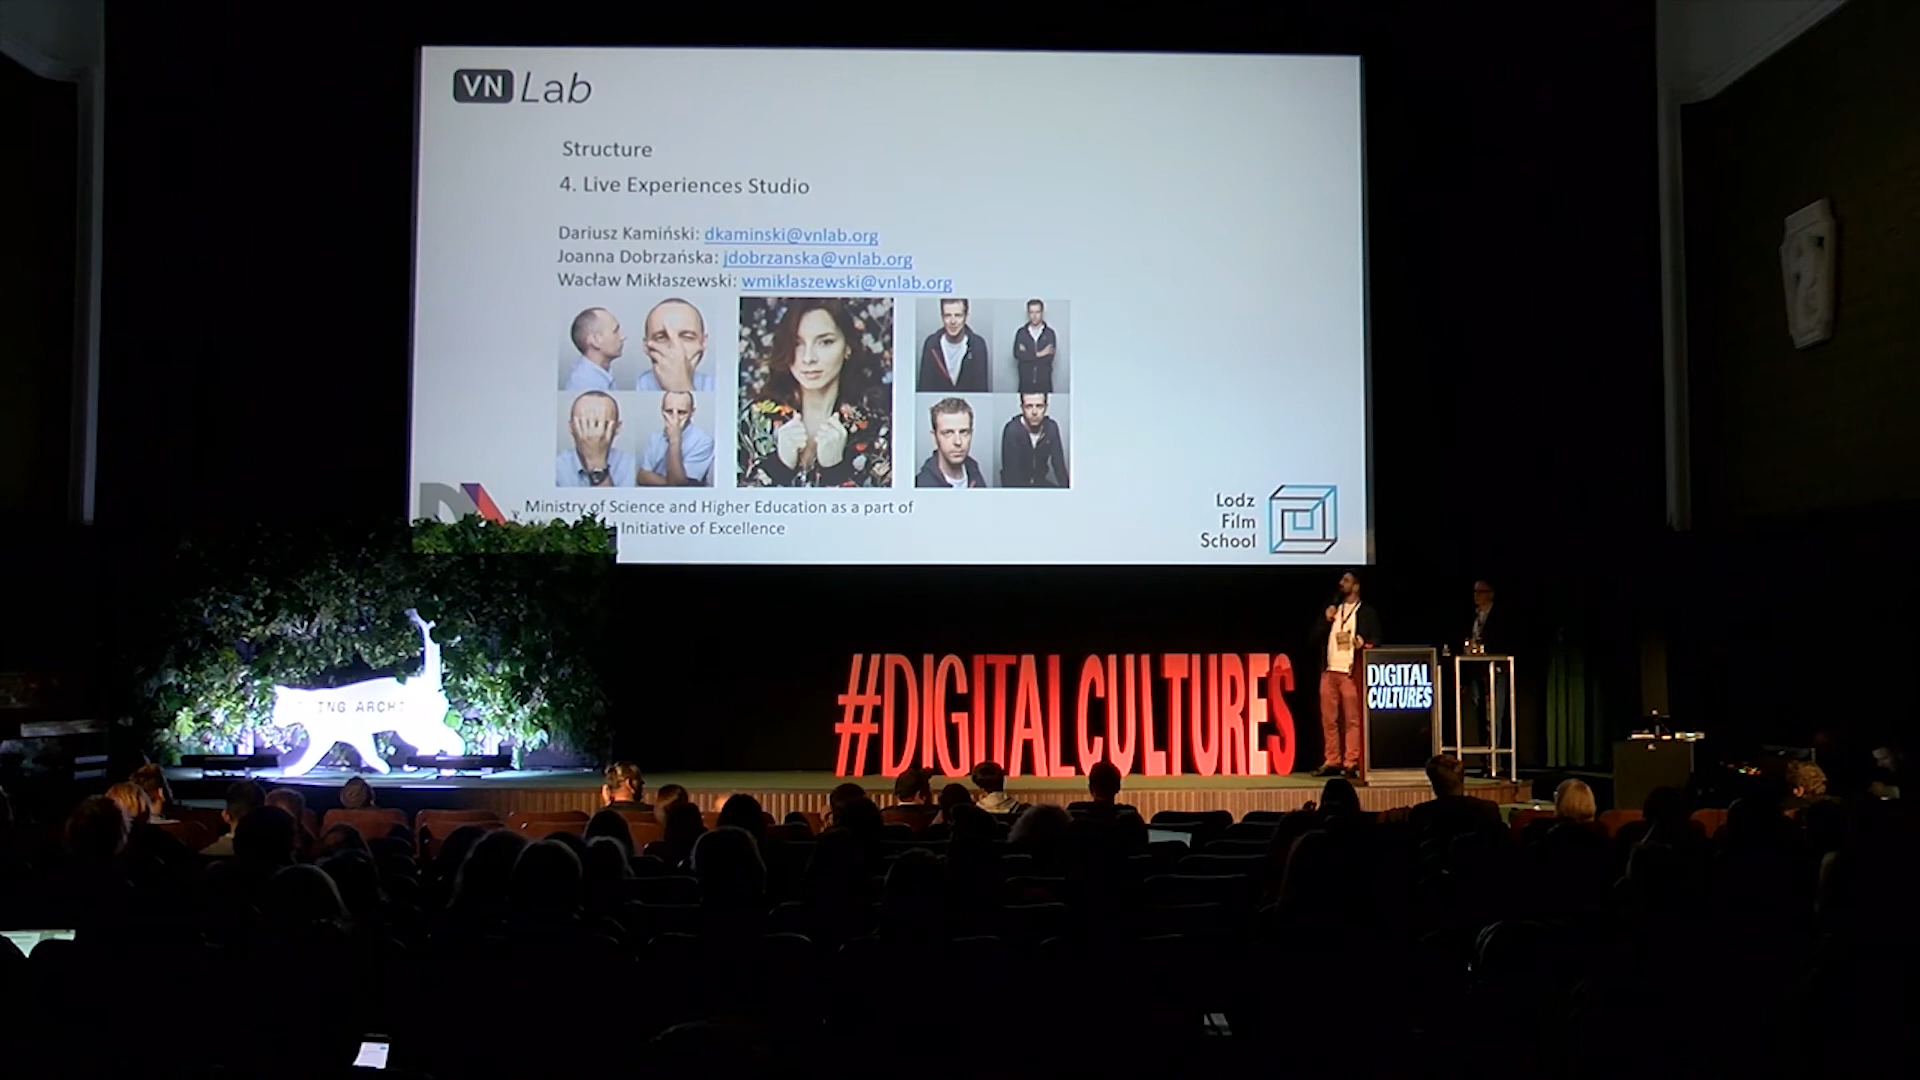 VN Lab
Structure
4. Live Experiences Studio
Dariusz Kamiński: dkaminski@vnlab.org
Joanna Dobrzańska: jdobrzanska@vnlab.org
Wacław Mikłaszewski: wmiklaszewski@vnlab.org
Ministry of Science and Higher Education as a part of
Initiative of Excellence
Lodz
Film
School
#DIGITALCULTURES
DIGITAL
CULTURES